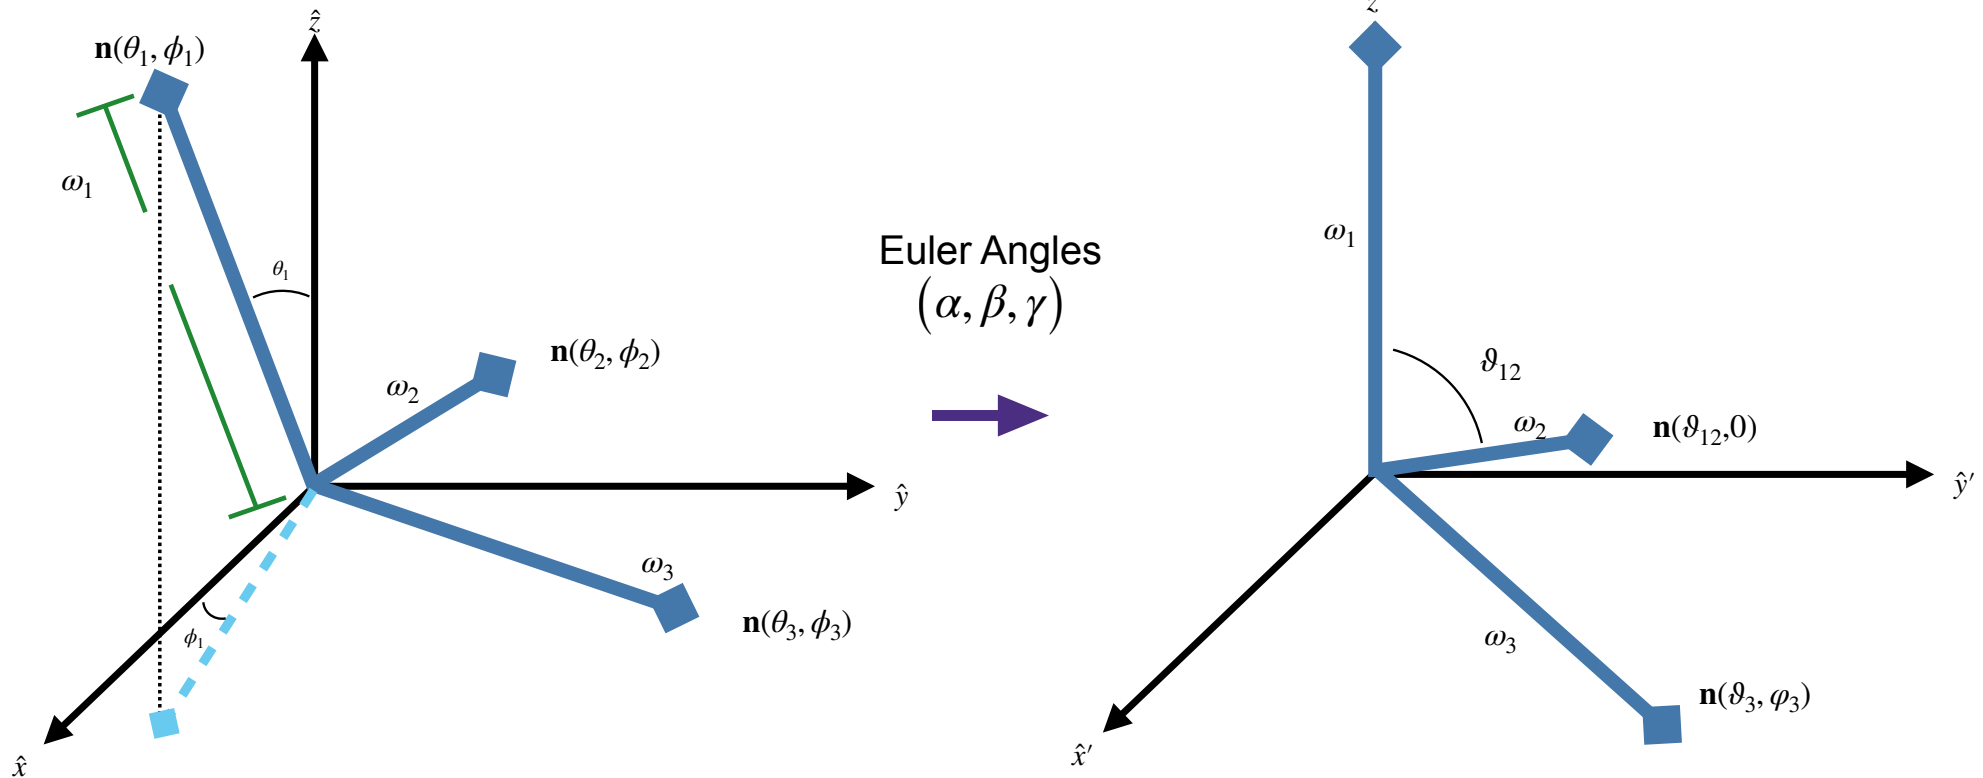 ẑ
n(θ₁, ϕ₁)
ω₁
θ₁
n(θ₂, ϕ₂)
ω₂
ŷ
ω₃
n(θ₃, ϕ₃)
ϕ₁
x̂
Euler Angles
(α, β, γ)
z
ω₁
ϑ₁₂
ω₂
n(ϑ₁₂,0)
ŷ′
ω₃
n(ϑ₃, φ₃)
x̂′